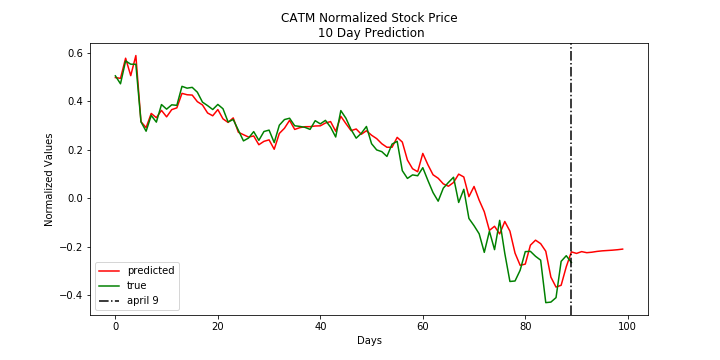 CATM Normalized Stock Price
10 Day Prediction
Normalized Values
0.6
0.4
0.2
0.0
−0.2
−0.4
predicted
true
april 9
0 20 40 60 80 100
Days